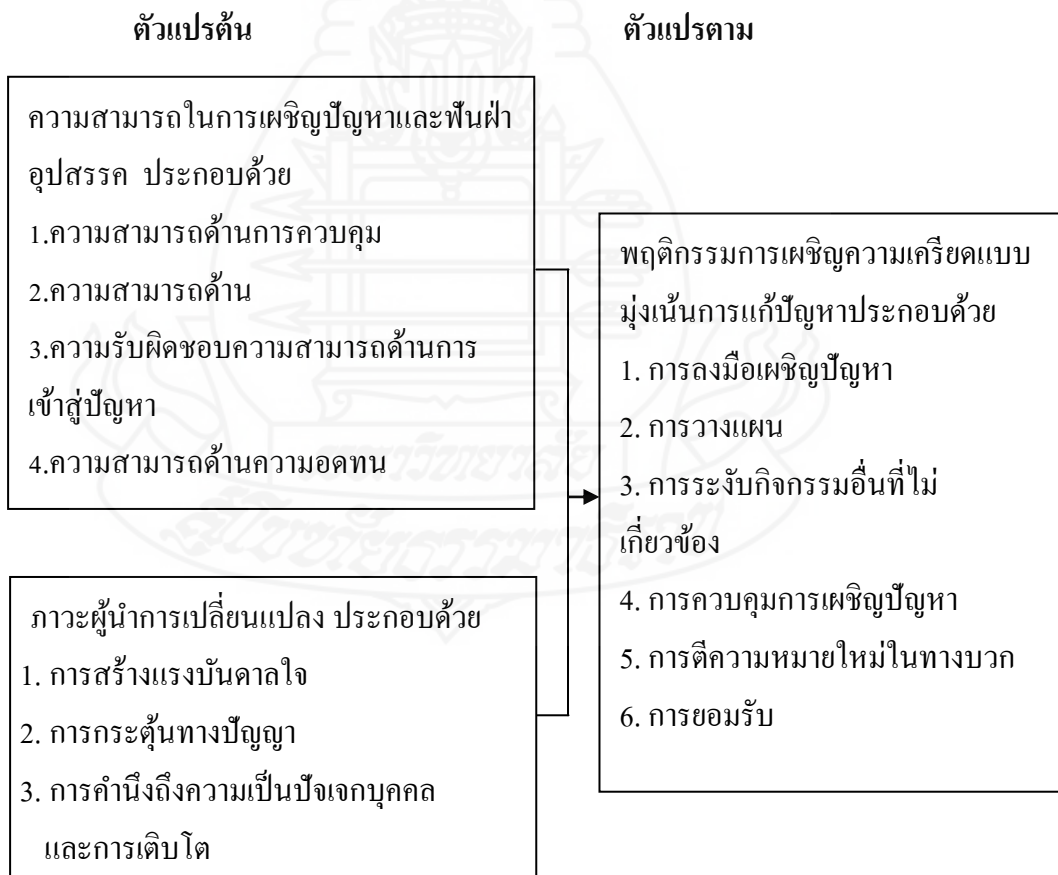 ตัวแปรต้น
ตัวแปรตาม
ความสามารถในการเผชิญปัญหาและฟันฝ่า
อุปสรรค ประกอบด้วย
1.ความสามารถด้านการควบคุม
2.ความสามารถด้าน
3.ความรับผิดชอบความสามารถด้านการ
เข้าสู่ปัญหา
4.ความสามารถด้านความอดทน
ภาวะผู้นำการเปลี่ยนแปลง ประกอบด้วย
1. การสร้างแรงบันดาลใจ
2. การกระตุ้นทางปัญญา
3. การคำนึงถึงความเป็นปัจเจกบุคคล
และการเติบโต
พฤติกรรมการเผชิญความเครียดแบบ
มุ่งเน้นการแก้ปัญหาประกอบด้วย
1. การลงมือเผชิญปัญหา
2. การวางแผน
3. การระงับกิจกรรมอื่นที่ไม่
เกี่ยวข้อง
4. การควบคุมการเผชิญปัญหา
5. การตีความหมายใหม่ในทางบวก
6. การยอมรับ